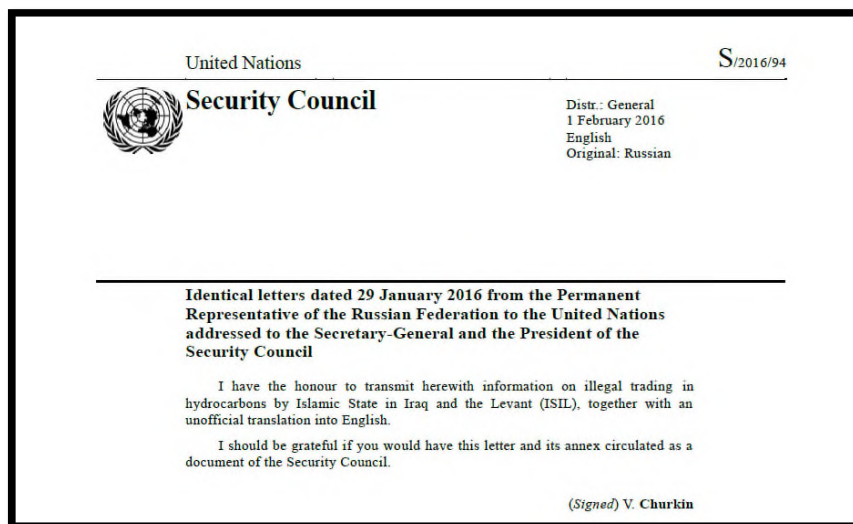 United Nations
S/2016/94
Security Council
Distr.: General
1 February 2016
English
Original: Russian
Identical letters dated 29 January 2016 from the Permanent
Representative of the Russian Federation to the United Nations
addressed to the Secretary-General and the President of the
Security Council
I have the honour to transmit herewith information on illegal trading in
hydrocarbons by Islamic State in Iraq and the Levant (ISIL), together with an
unofficial translation into English.
I should be grateful if you would have this letter and its annex circulated as a
document of the Security Council.
(Signed) V. Churkin